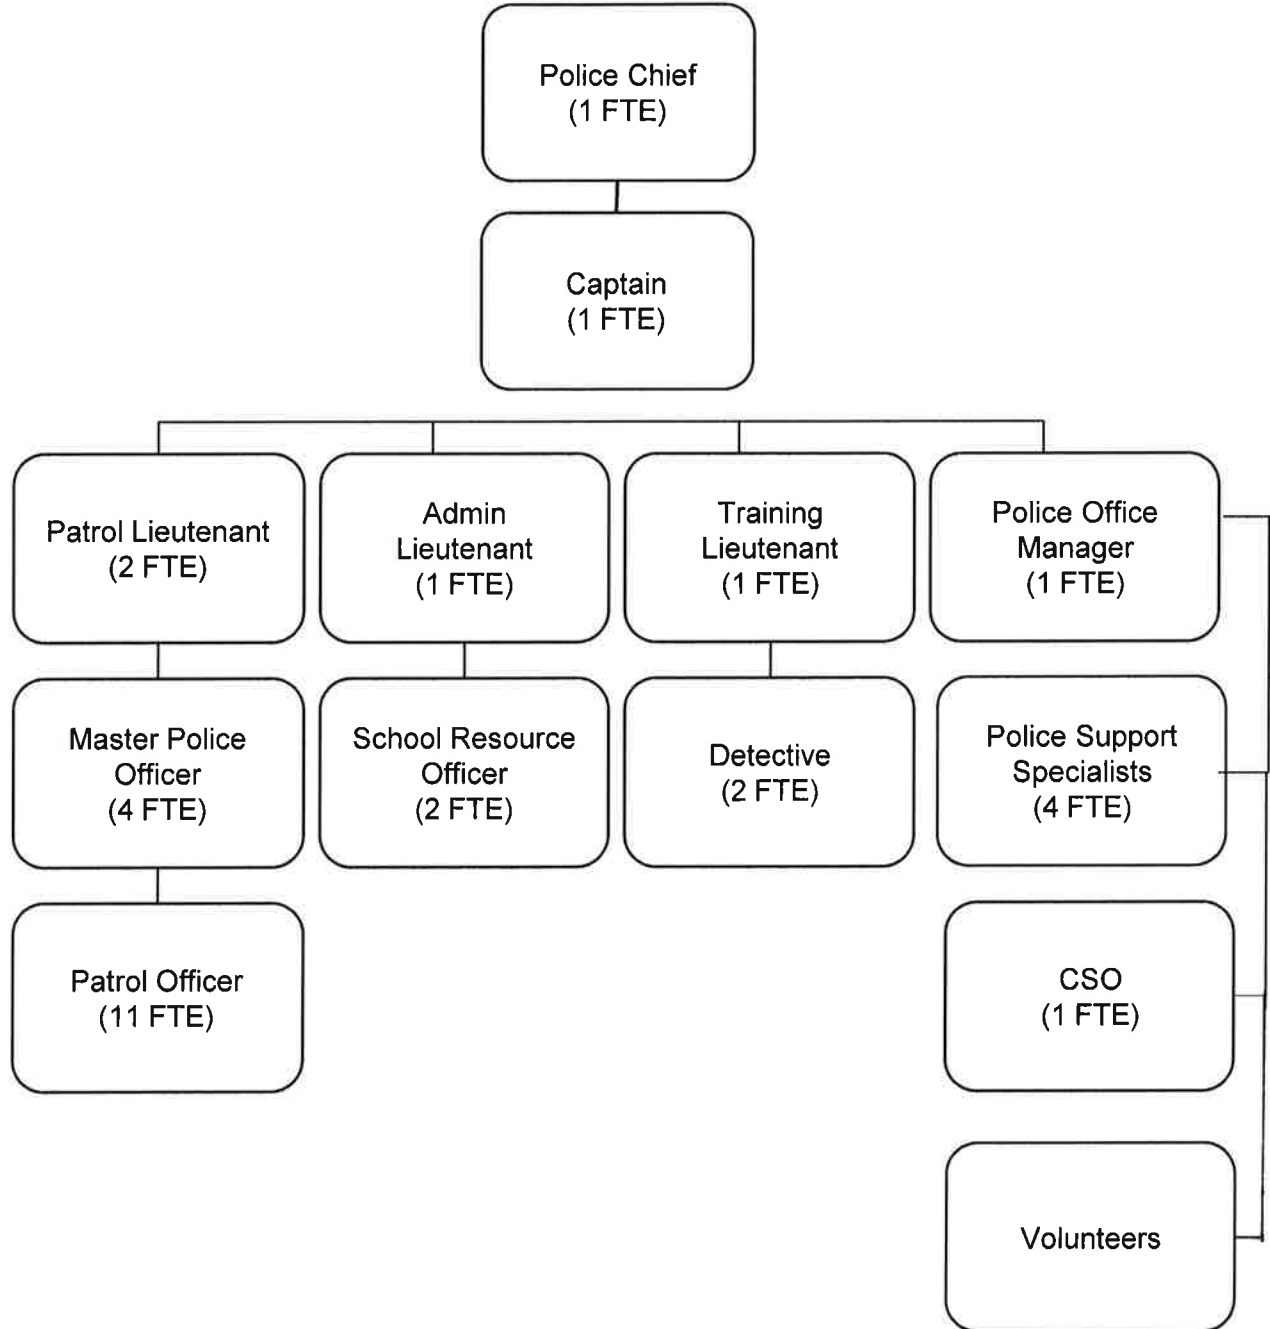 Police Chief
(1 FTE)
Captain
(1 FTE)
Patrol Lieutenant
(2 FTE)
Admin
Lieutenant
(1 FTE)
Training
Lieutenant
(1 FTE)
Police Office
Manager
(1 FTE)
Master Police
Officer
(4 FTE)
School Resource
Officer
(2 FTE)
Detective
(2 FTE)
Police Support
Specialists
(4 FTE)
Patrol Officer
(11 FTE)
CSO
(1 FTE)
Volunteers